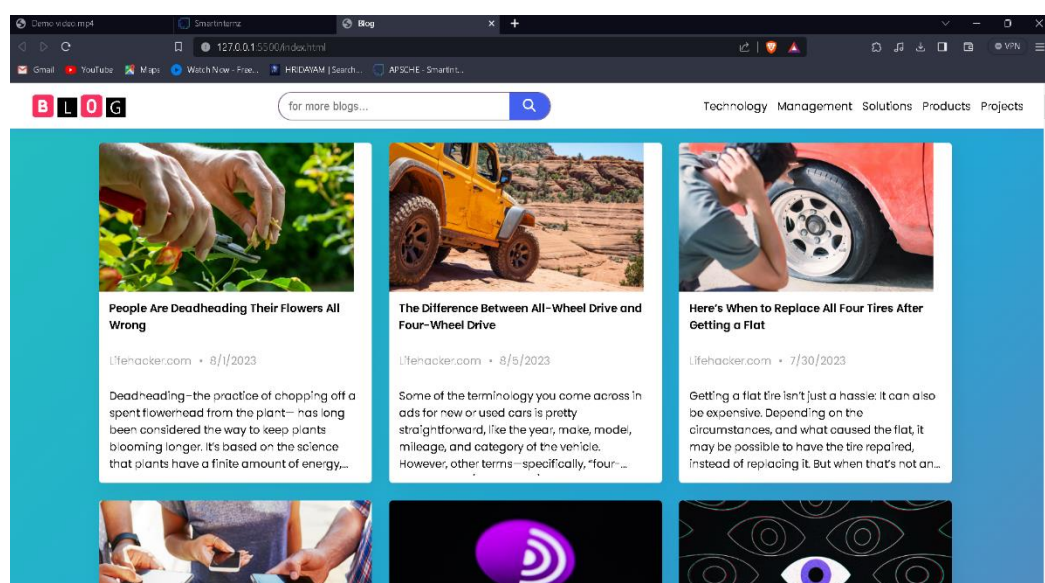 Demo video.mp4
Smartinternz
Blog
127.0.0.1:5500/index.html
VPN
Gmail
YouTube
Maps
Watch Now - Free...
HRIDAYAM | Search...
APSCHE - SmartInt...
BLOG
for more blogs...
Technology Management Solutions Products Projects
People Are Deadheading Their Flowers All
Wrong
Lifehacker.com • 8/1/2023
Deadheading–the practice of chopping off a
spent flowerhead from the plant— has long
been considered the way to keep plants
blooming longer. It's based on the science
that plants have a finite amount of energy,...
The Difference Between All-Wheel Drive and
Four-Wheel Drive
Lifehacker.com • 8/5/2023
Some of the terminology you come across in
ads for new or used cars is pretty
straightforward, like the year, make, model,
mileage, and category of the vehicle.
However, other terms—specifically, “four-...
Here's When to Replace All Four Tires After
Getting a Flat
Lifehacker.com • 7/30/2023
Getting a flat tire isn't just a hassle: It can also
be expensive. Depending on the
circumstances, and what caused the flat, it
may be possible to have the tire repaired,
instead of replacing it. But when that's not an...